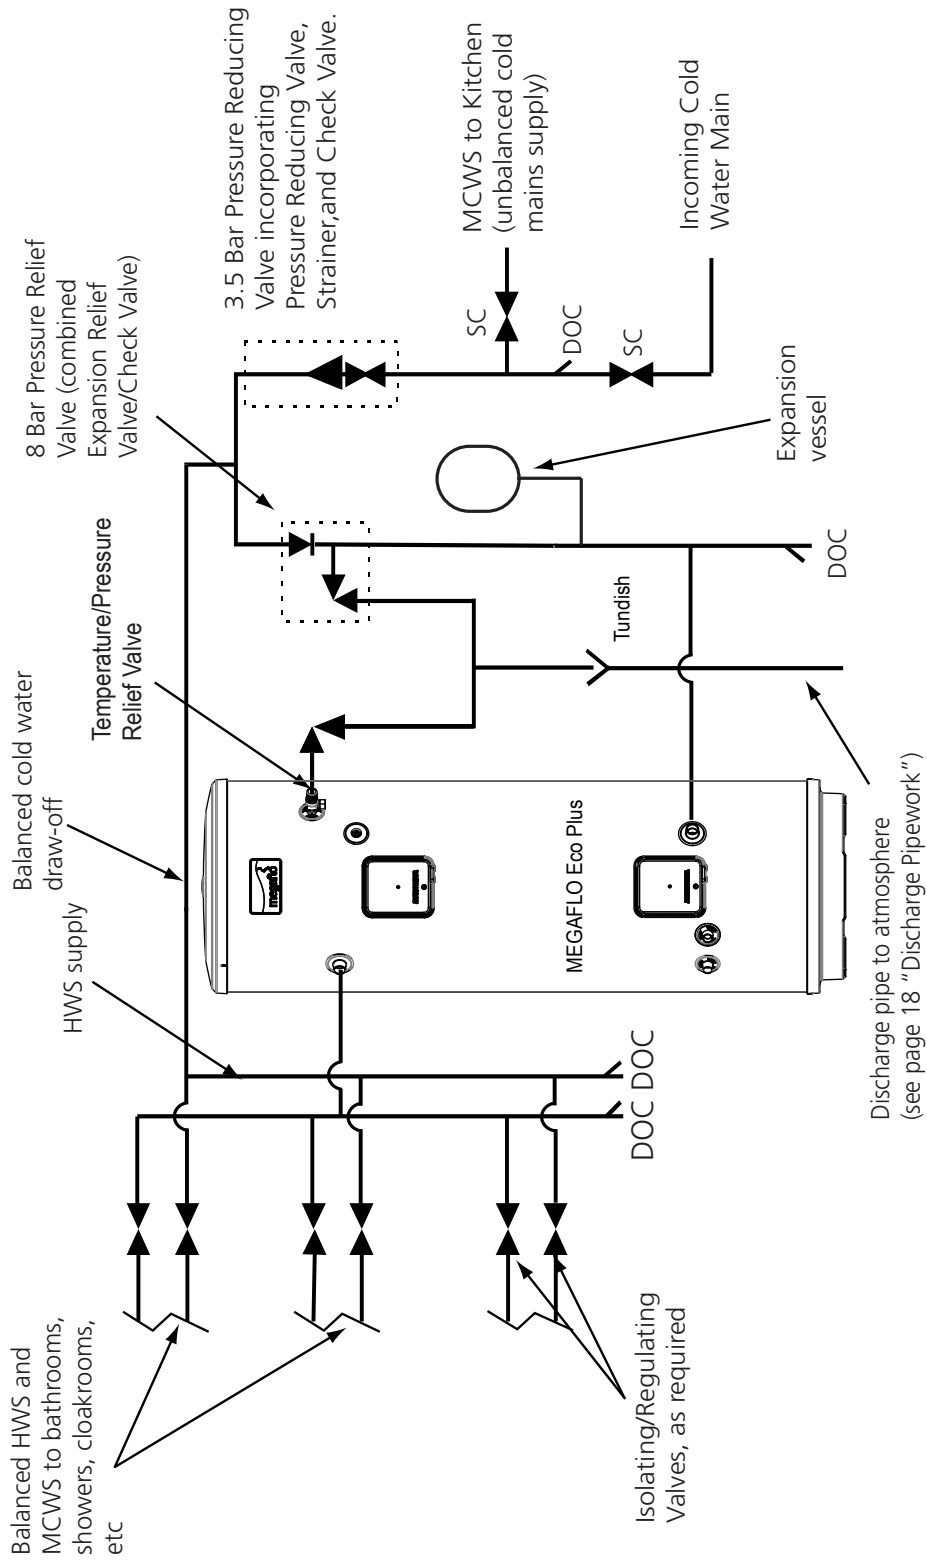 Balanced HWS and
MCWS to bathrooms,
showers, cloakrooms,
etc
HWS supply
Balanced cold water
draw-off
Temperature/Pressure
Relief Valve
8 Bar Pressure Relief
Valve (combined
Expansion Relief
Valve/Check Valve)
3.5 Bar Pressure Reducing
Valve incorporating
Pressure Reducing Valve,
Strainer,and Check Valve.
MCWS to Kitchen
(unbalanced cold
mains supply)
SC
DOC
SC
Incoming Cold
Water Main
Expansion
vessel
DOC
Tundish
megaflo
MEGAFLO Eco Plus
DOC
DOC
Isolating/Regulating
Valves, as required
Discharge pipe to atmosphere
(see page 18 “Discharge Pipework”)